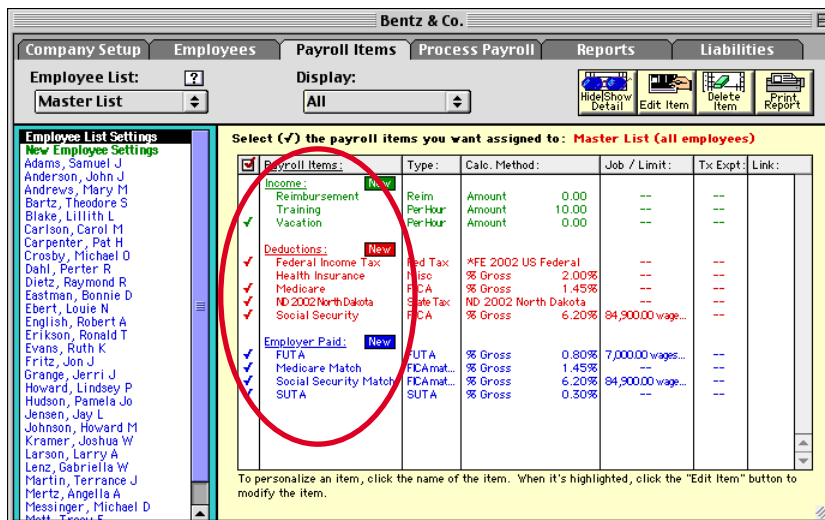 Bentz & Co.
Company Setup Employees Payroll Items Process Payroll Reports Liabilities
Employee List: ? Display:
Master List All
Hide|Show Detail Edit Item Delete Item Print Report
Employee List Settings
New Employee Settings
Adams, Samuel J
Anderson, John J
Andrews, Mary M
Bartz, Theodore S
Blake, Lillith L
Carlson, Carol M
Carpenter, Pat H
Crosby, Michael O
Dahl, Perter R
Dietz, Raymond R
Eastman, Bonnie D
Ebert, Louie N
English, Robert A
Erikson, Ronald T
Evans, Ruth K
Fritz, Jon J
Grange, Jerri J
Howard, Lindsey P
Hudson, Pamela Jo
Jensen, Jay L
Johnson, Howard M
Kramer, Joshua W
Larson, Larry A
Lenz, Gabriella W
Martin, Terrance J
Mertz, Angella A
Messinger, Michael D
Mott, Tracy F
Select (√) the payroll items you want assigned to: Master List (all employees)
Payroll Items: Type: Calc. Method: Job / Limit: Tx Expt: Link:
Income: New
Reimbursement Reim Amount 0.00 -- --
Training Per Hour Amount 10.00 -- --
√ Vacation Per Hour Amount 0.00 -- --
Deductions: New
√ Federal Income Tax Fed Tax *FE 2002 US Federal -- --
Health Insurance Misc % Gross 2.00% -- --
√ Medicare FICA % Gross 1.45% -- --
√ ND 2002 North Dakota State Tax ND 2002 North Dakota -- --
√ Social Security FICA % Gross 6.20% 84,900.00 wage... --
Employer Paid: New
√ FUTA FUTA % Gross 0.80% 7,000.00 wages... --
√ Medicare Match FICA mat... % Gross 1.45% -- --
√ Social Security Match FICA mat... % Gross 6.20% 84,900.00 wage... --
√ SUTA SUTA % Gross 0.30% -- --
To personalize an item, click the name of the item. When it's highlighted, click the "Edit Item" button to
modify the item.